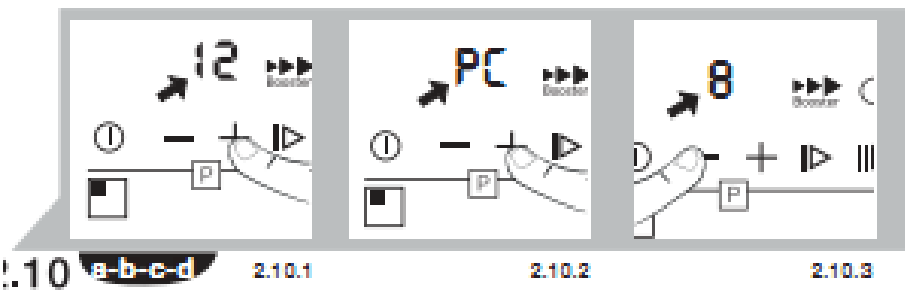 12 Booster
P
PC Booster
P
8 Booster
P
2.10 a-b-c-d 2.10.1 2.10.2 2.10.3